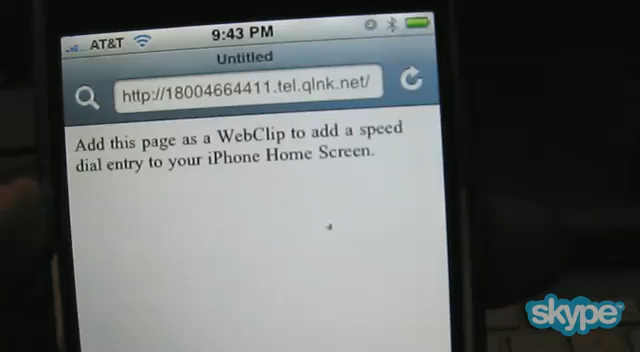 AT&T 9:43 PM
Untitled
http://18004664411.tel.qlnk.net/
Add this page as a WebClip to add a speed
dial entry to your iPhone Home Screen.
skype™